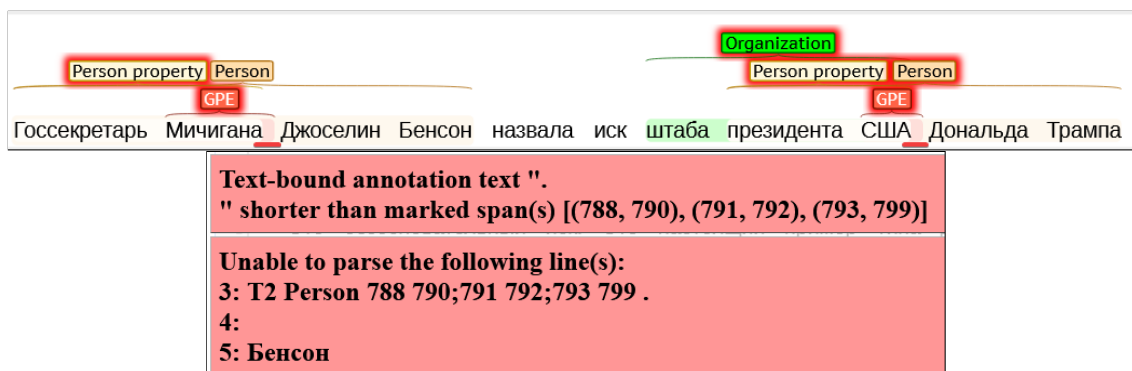 Organization
Person property Person Person property Person
GPE GPE
Госсекретарь Мичигана Джоселин Бенсон назвала иск штаба президента США Дональда Трампа
Text-bound annotation text ".
" shorter than marked span(s) [(788, 790), (791, 792), (793, 799)]
Unable to parse the following line(s):
3: T2 Person 788 790;791 792;793 799 .
4:
5: Бенсон